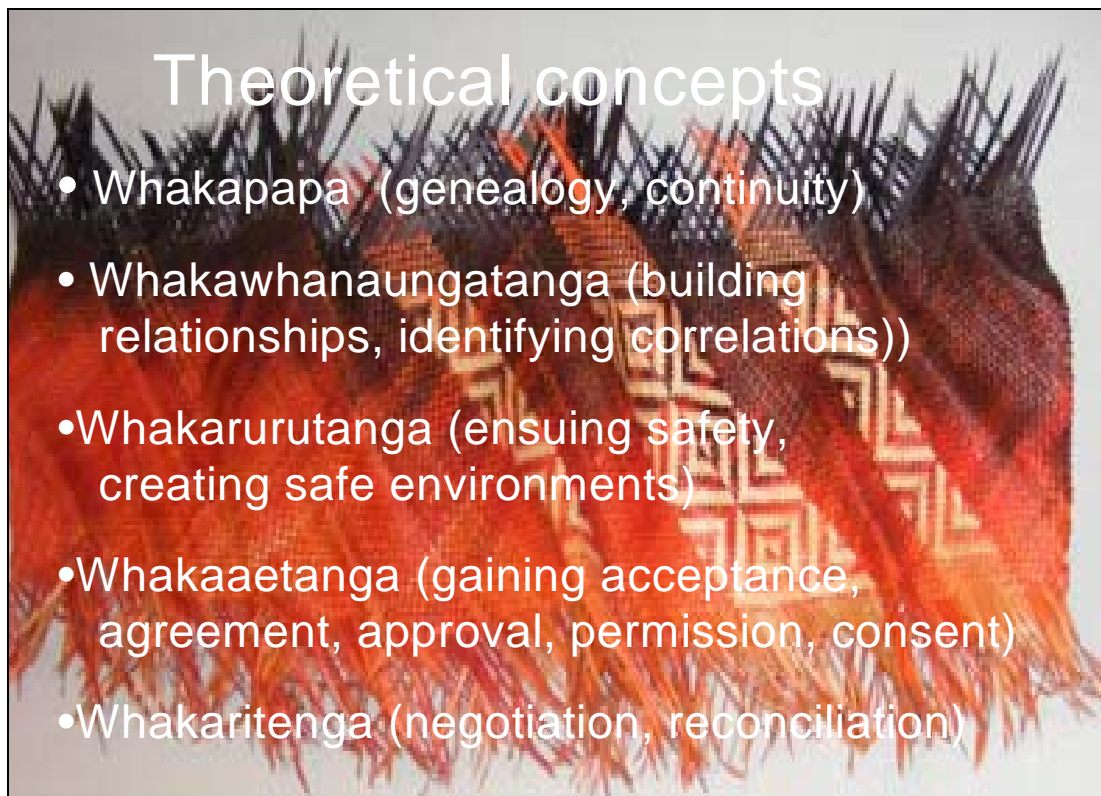 Theoretical concepts
• Whakapapa (genealogy, continuity)
• Whakawhanaungatanga (building
relationships, identifying correlations))
•Whakarurutanga (ensuing safety,
creating safe environments)
•Whakaaetanga (gaining acceptance,
agreement, approval, permission, consent)
•Whakaritenga (negotiation, reconciliation)